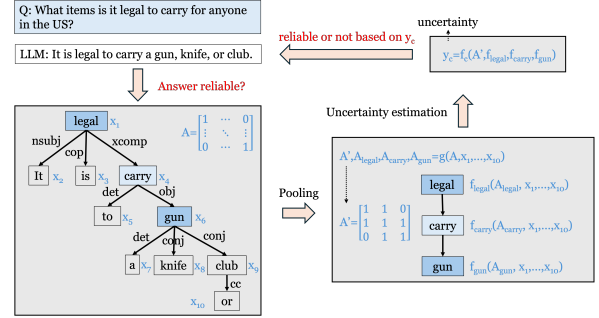 Q: What items is it legal to carry for anyone
in the US?
LLM: It is legal to carry a gun, knife, or club.
Answer reliable?
reliable or not based on y_c
uncertainty
y_c=f_c(A',f_legal,f_carry,f_gun)
Uncertainty estimation
legal x_1
A=[1 ⋯ 0
⋮ ⋱ ⋮
0 ⋯ 1]
nsubj cop xcomp
It x_2 is x_3 carry x_4
det obj
to x_5 gun x_6
det conj conj
a x_7 knife x_8 club x_9
cc
x_10 or
Pooling
A',A_legal,A_carry,A_gun=g(A,x_1,...,x_10)
legal f_legal(A_legal, x_1,...,x_10)
A'=[1 1 0
1 1 1
0 1 1]
carry f_carry(A_carry, x_1,...,x_10)
gun f_gun(A_gun, x_1,...,x_10)